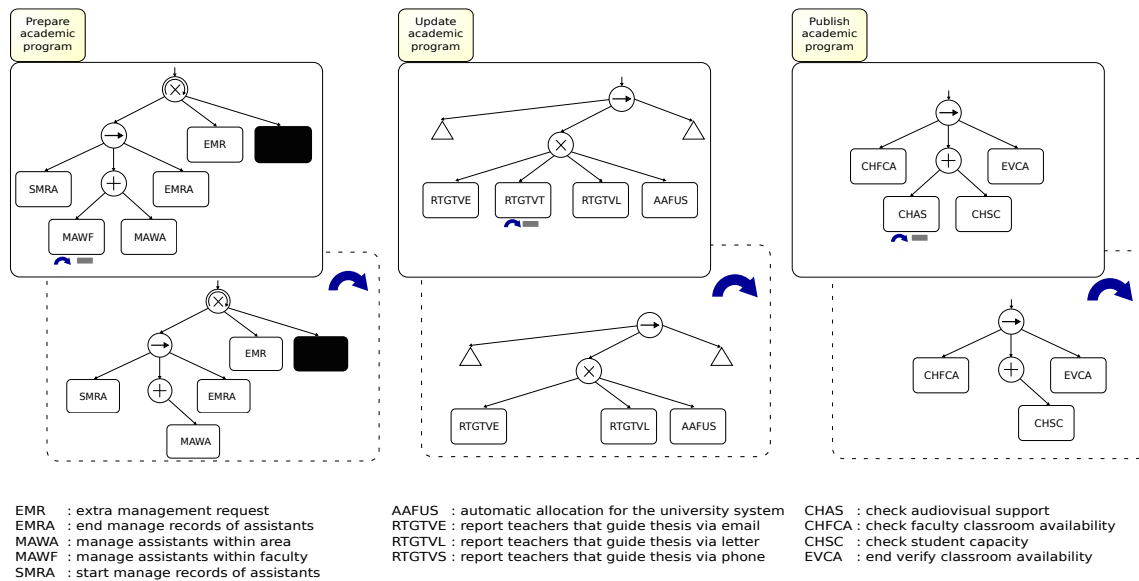 Prepare
academic
program
Update
academic
program
Publish
academic
program
EMR
SMRA
EMRA
MAWF
MAWA
RTGTVE
RTGTVT
RTGTVL
AAFUS
CHFCA
EVCA
CHAS
CHSC
EMR
SMRA
EMRA
MAWA
RTGTVE
RTGTVL
AAFUS
CHFCA
EVCA
CHSC
EMR : extra management request
EMRA : end manage records of assistants
MAWA : manage assistants within area
MAWF : manage assistants within faculty
SMRA : start manage records of assistants
AAFUS : automatic allocation for the university system
RTGTVE : report teachers that guide thesis via email
RTGTVL : report teachers that guide thesis via letter
RTGTVS : report teachers that guide thesis via phone
CHAS : check audiovisual support
CHFCA : check faculty classroom availability
CHSC : check student capacity
EVCA : end verify classroom availability